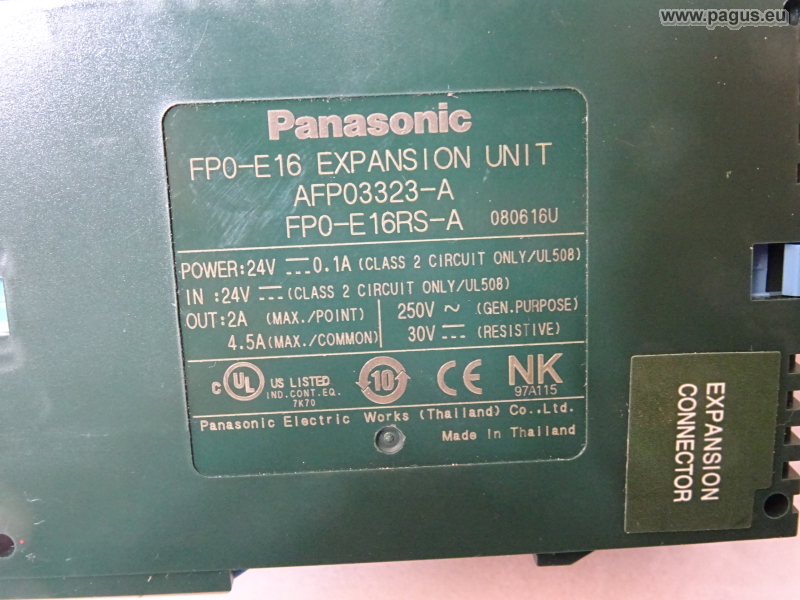 www.pagus.eu
Panasonic
FP0-E16 EXPANSION UNIT
AFP03323-A
FP0-E16RS-A 080616U
POWER:24V ⎓ 0.1A (CLASS 2 CIRCUIT ONLY/UL508)
IN :24V ⎓ (CLASS 2 CIRCUIT ONLY/UL508)
OUT:2A (MAX./POINT) 250V ~ (GEN.PURPOSE)
4.5A(MAX./COMMON) 30V ⎓ (RESISTIVE)
c UL US LISTED
IND.CONT.EQ.
7K70
10
CE
NK
97A115
Panasonic Electric Works (Thailand) Co.,Ltd.
Made in Thailand
EXPANSION
CONNECTOR